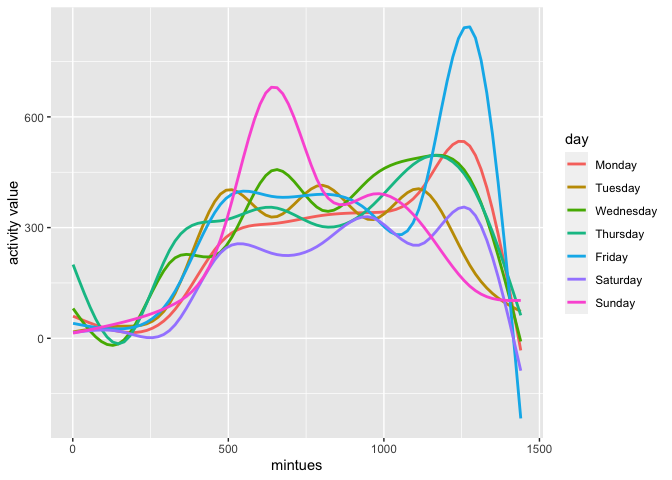 600
300
0
activity value
0
500
1000
1500
mintues
day
Monday
Tuesday
Wednesday
Thursday
Friday
Saturday
Sunday